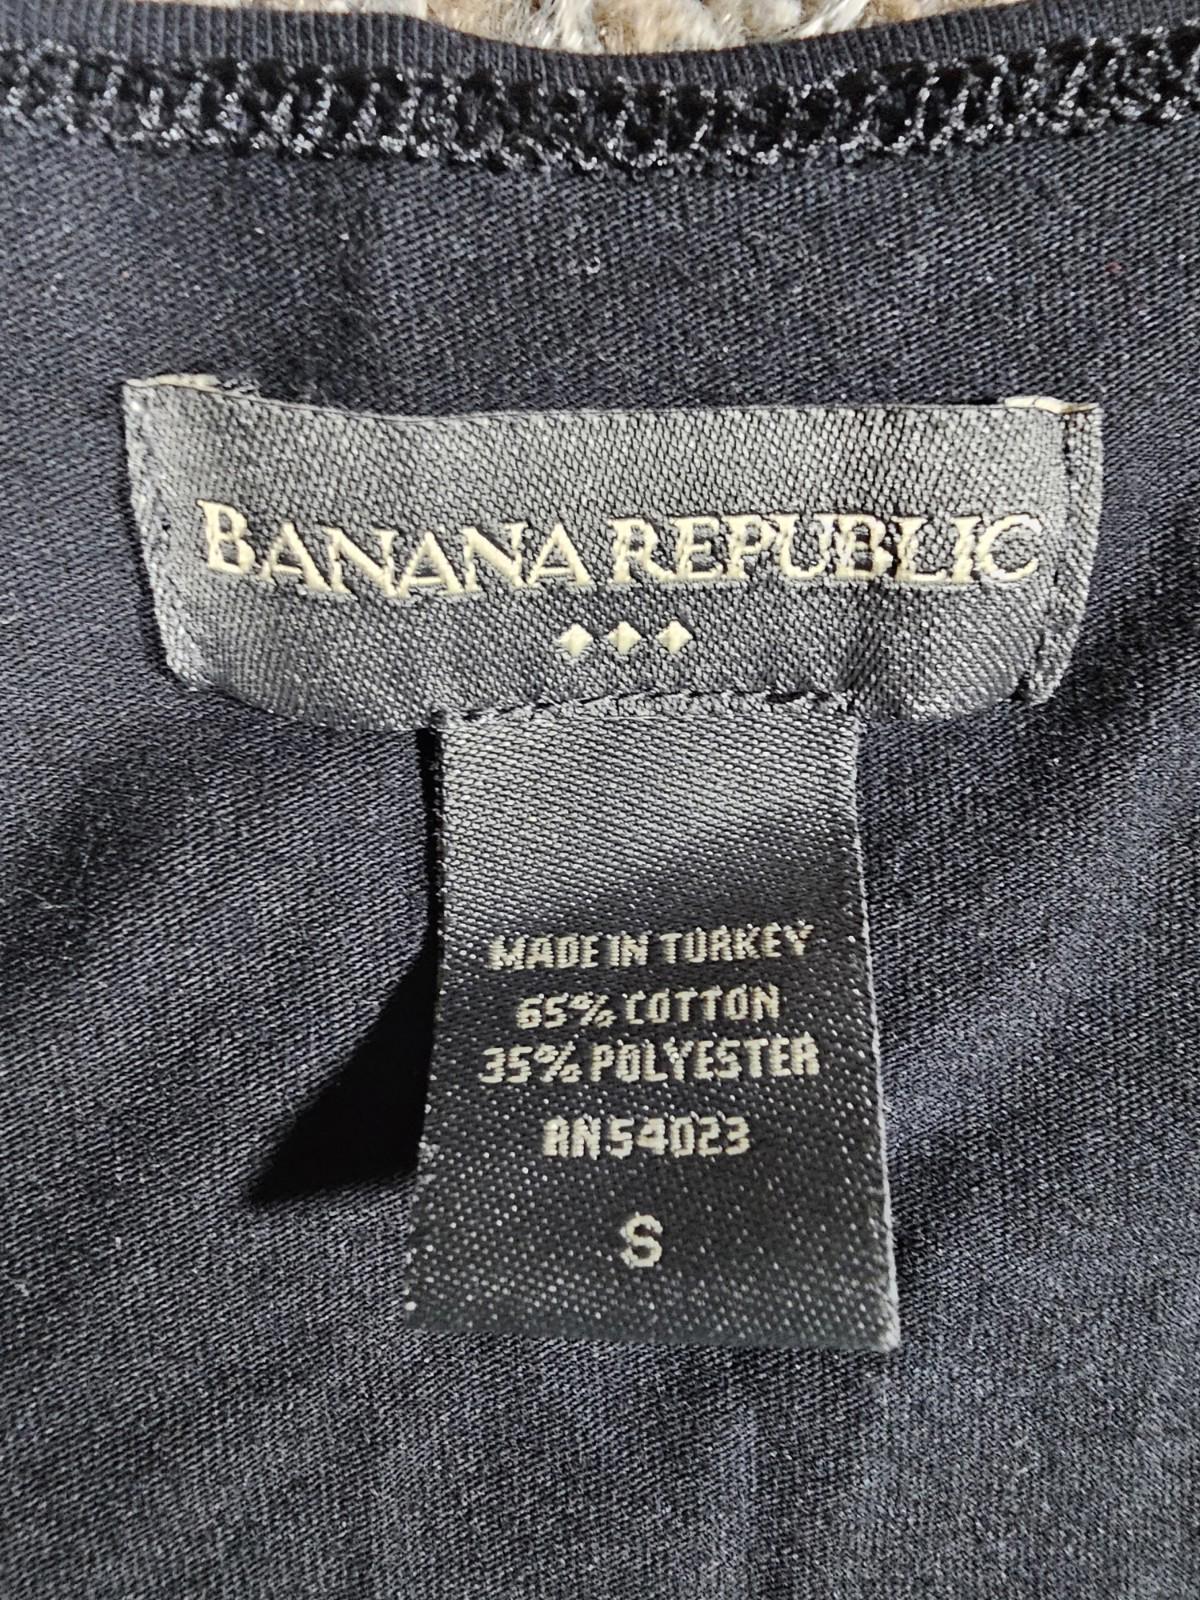 BANANA REPUBLIC
MADE IN TURKEY
65% COTTON
35% POLYESTER
RN 54023
S